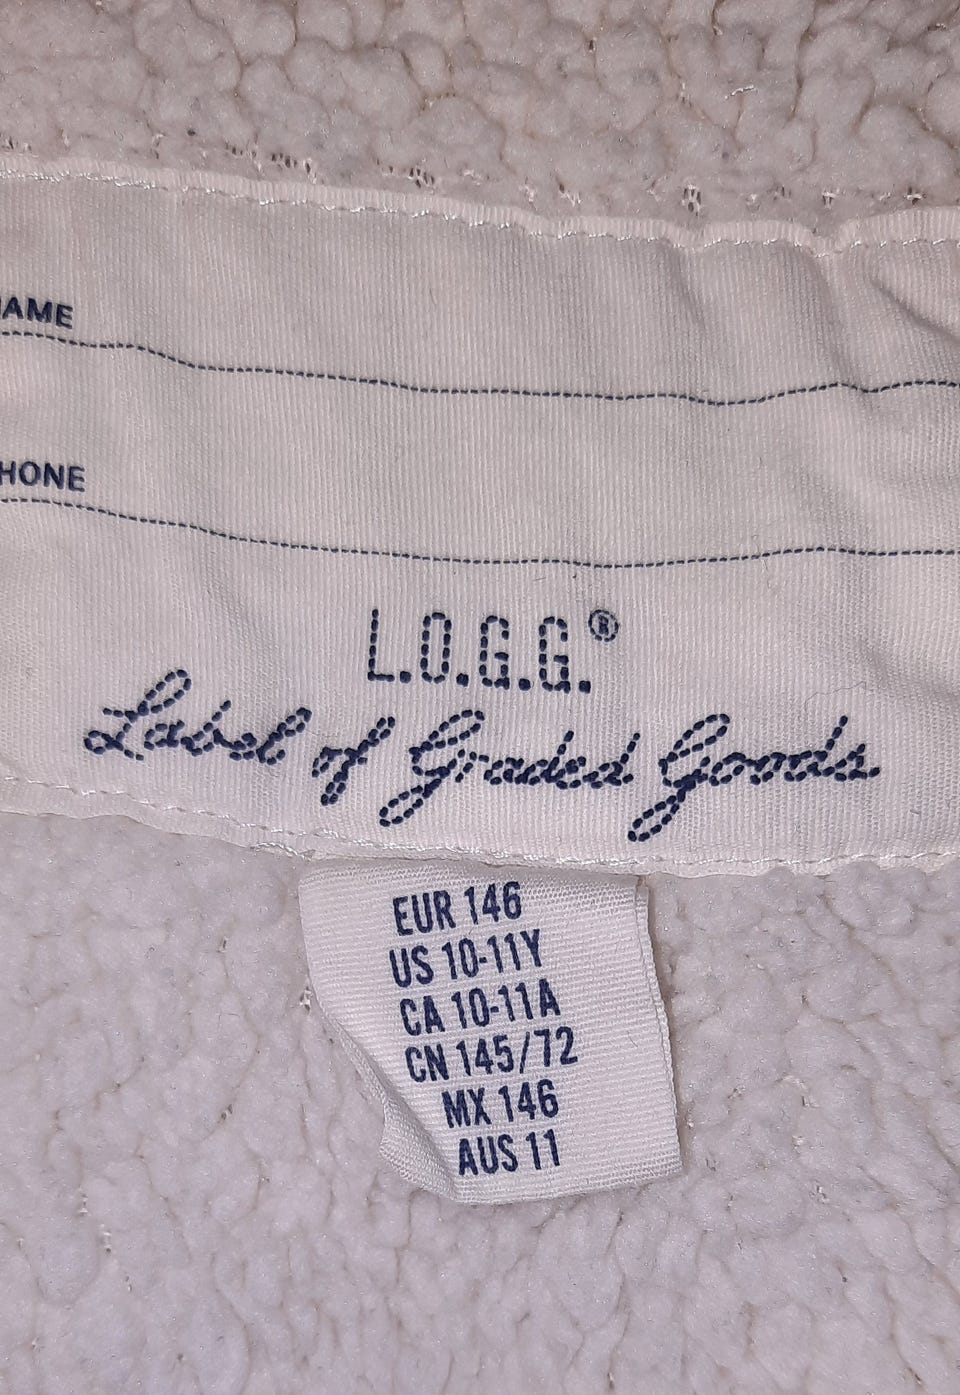 AME
HONE
L.O.G.G.®
Label of Graded Goods.
EUR 146
US 10-11Y
CA 10-11A
CN 145/72
MX 146
AUS 11